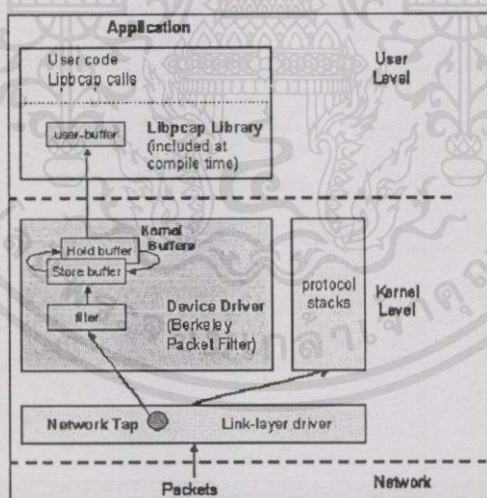 Application
User code
Lipbcap calls
User
Level
user-buffer
Libpcap Library
(included at
compile time)
Kernel
Buffers
Hold buffer
Store buffer
filter
Device Driver
(Berkeley
Packet Filter)
protocol
stacks
Kernel
Level
Network Tap
Link-layer driver
Packets
Network